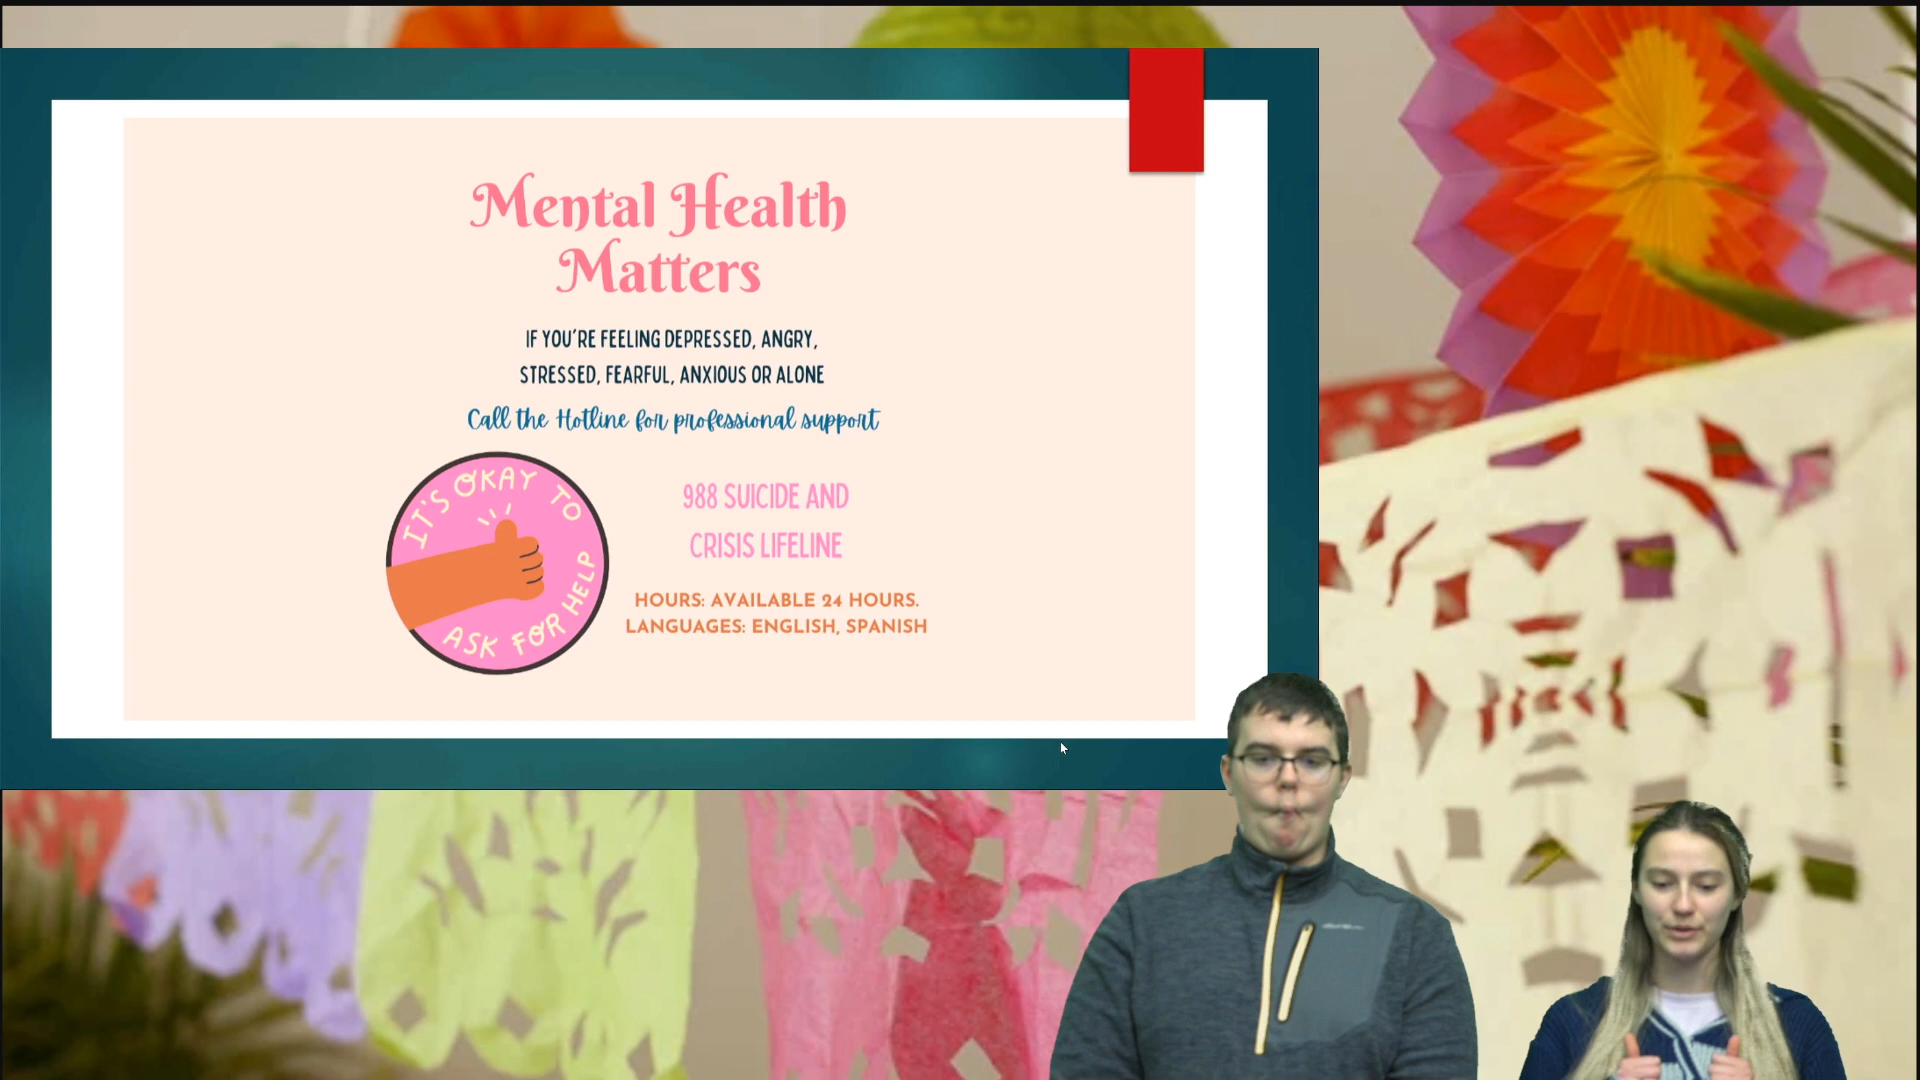 Mental Health
Matters
IF YOU'RE FEELING DEPRESSED, ANGRY,
STRESSED, FEARFUL, ANXIOUS OR ALONE
Call the Hotline for professional support
IT'S OKAY TO
ASK FOR HELP
988 SUICIDE AND
CRISIS LIFELINE
HOURS: AVAILABLE 24 HOURS.
LANGUAGES: ENGLISH, SPANISH